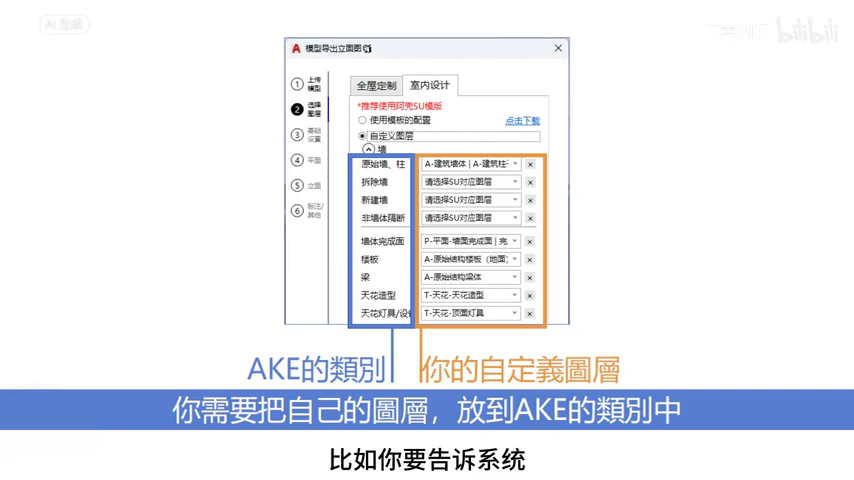 bilibili
模型导出立面图
1 上传模型
2 选择图层
3 基础设置
4 平面
5 立面
6 标注/其他
全屋定制 室内设计
*推荐使用阿壳SU模版
使用模板的配置 点击下载
自定义图层
墙
原始墙、柱 A-建筑墙体 | A-建筑柱
拆除墙 请选择SU对应图层
新建墙 请选择SU对应图层
非墙体隔断 请选择SU对应图层
墙体完成面 P-平面-墙面完成面 | 完
楼板 A-原始结构楼板（地面）
梁 A-原始结构梁体
天花造型 T-天花-天花造型
天花灯具/设 T-天花-顶面灯具
AKE的類別 你的自定義圖層
你需要把自己的圖層，放到AKE的類別中
比如你要告诉系统